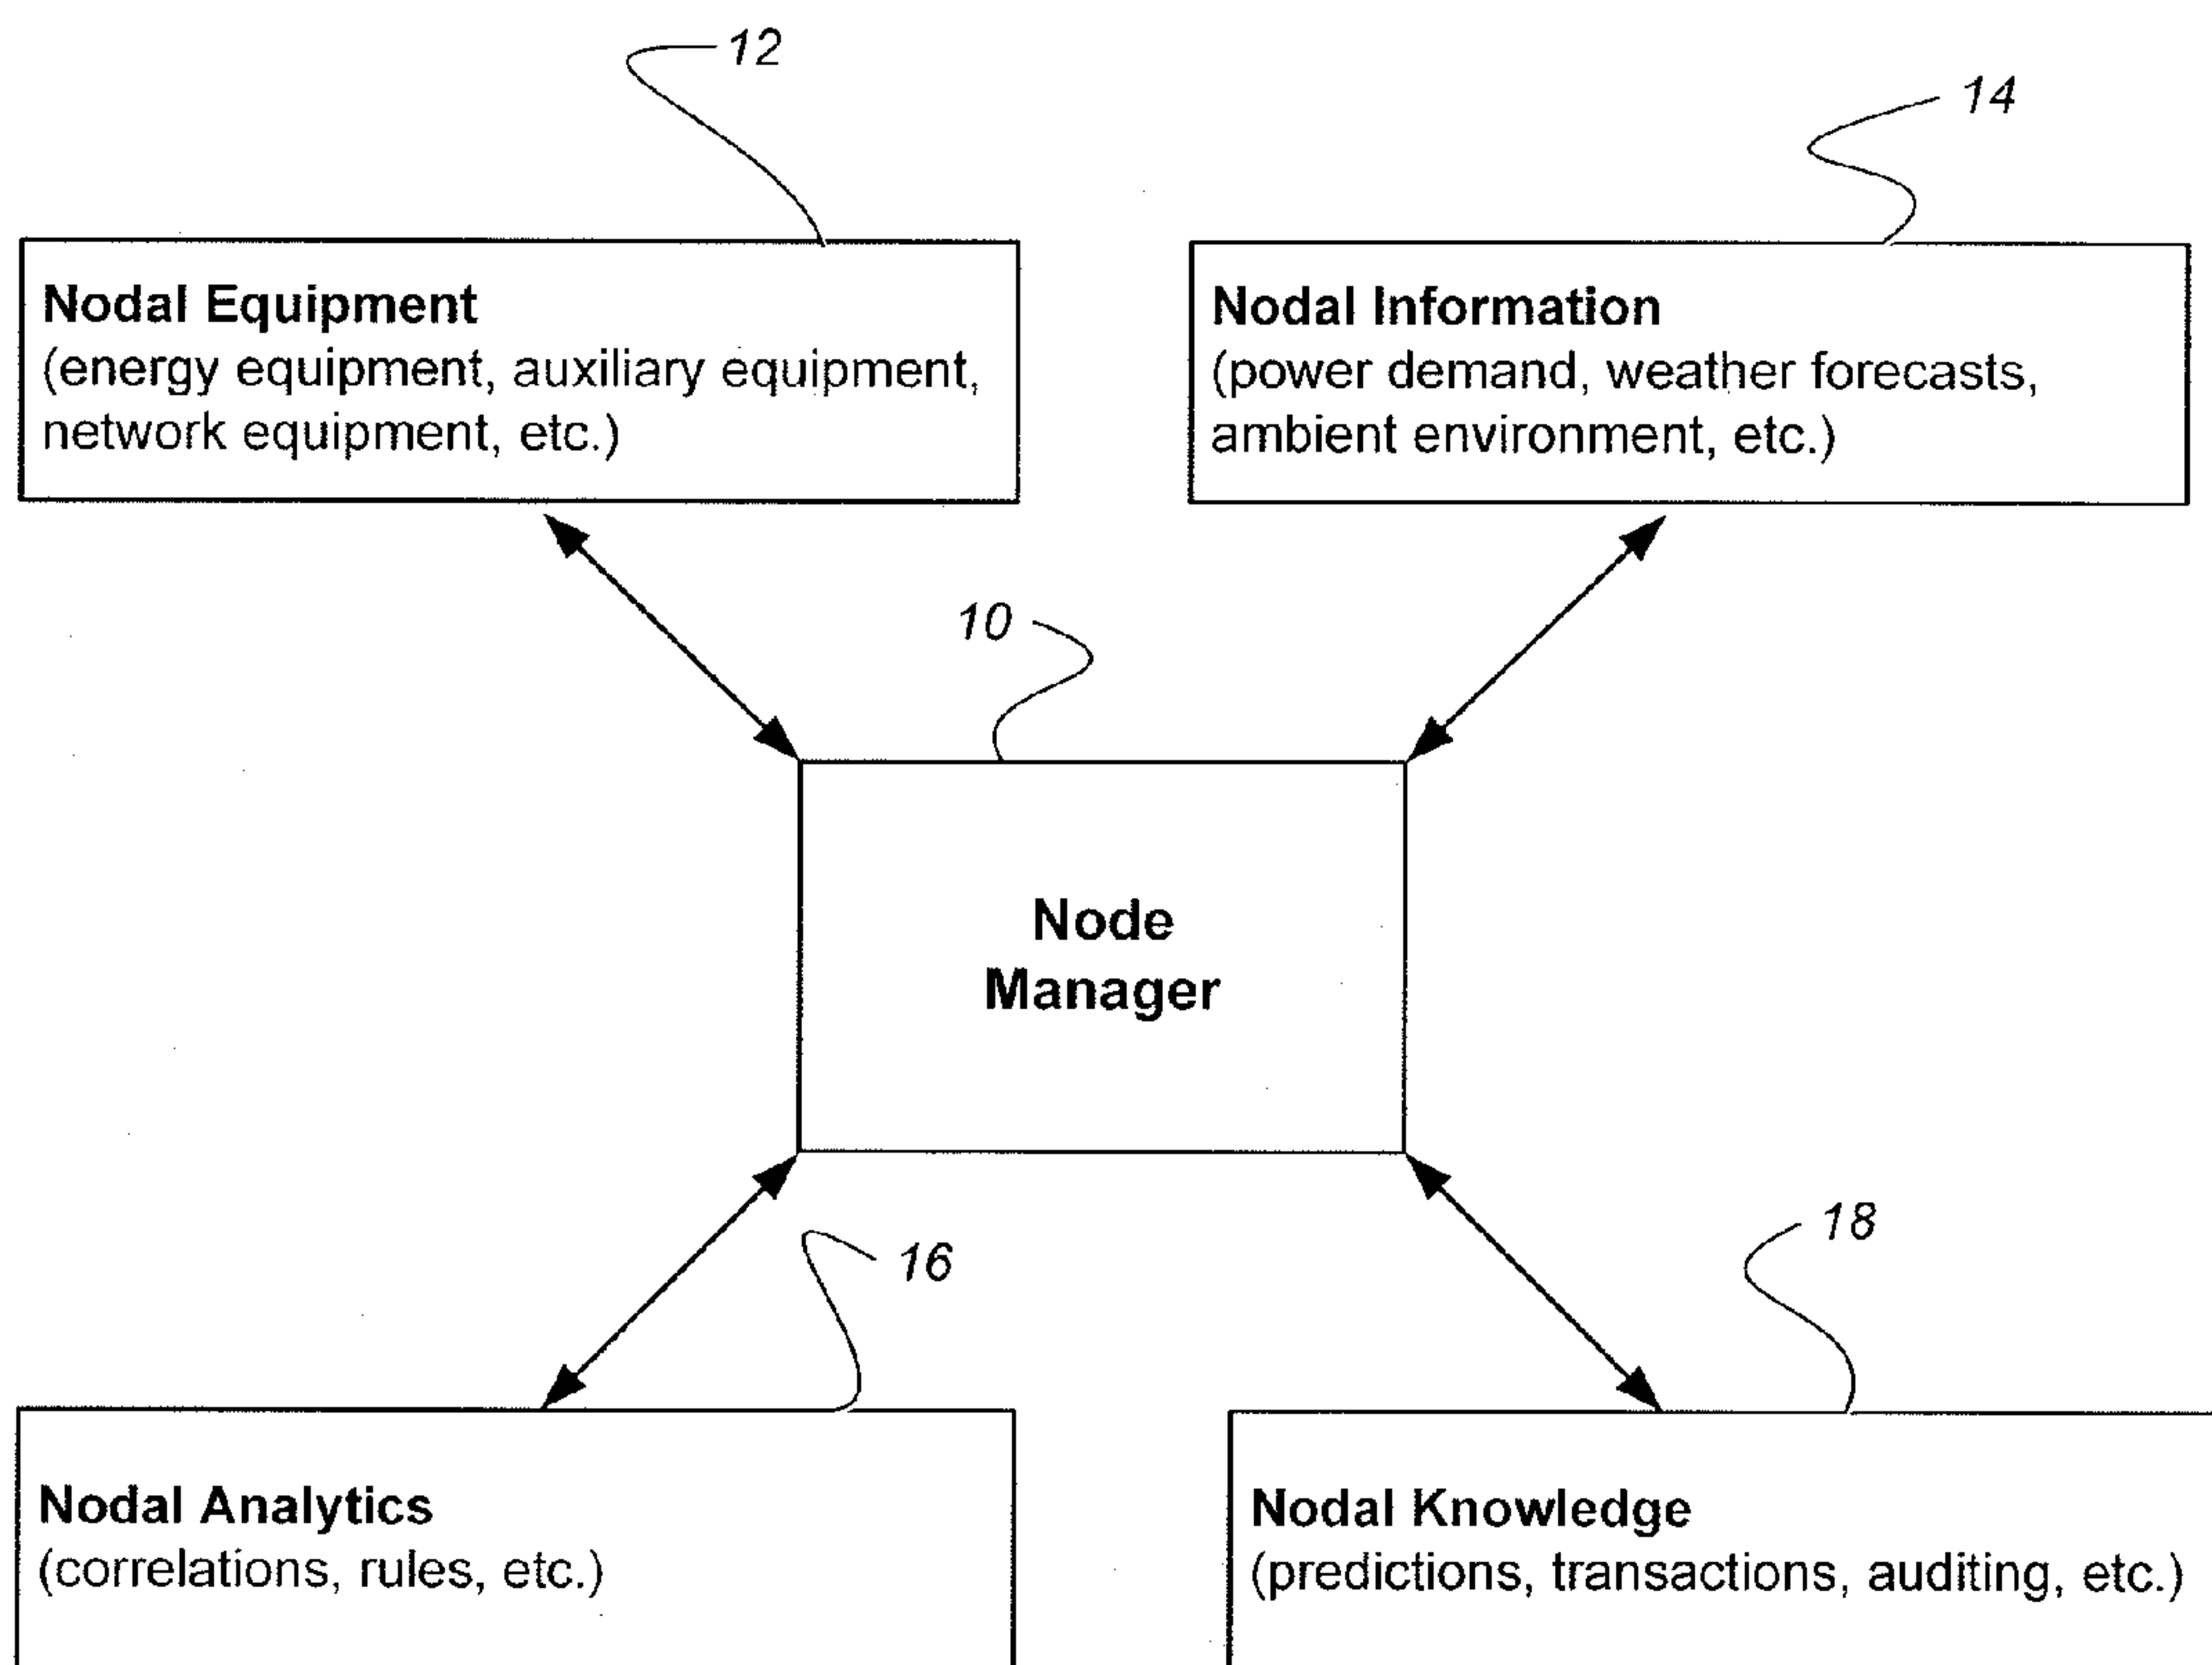 12
14
Nodal Equipment
(energy equipment, auxiliary equipment,
network equipment, etc.)
Nodal Information
(power demand, weather forecasts,
ambient environment, etc.)
10
Node
Manager
16
18
Nodal Analytics
(correlations, rules, etc.)
Nodal Knowledge
(predictions, transactions, auditing, etc.)